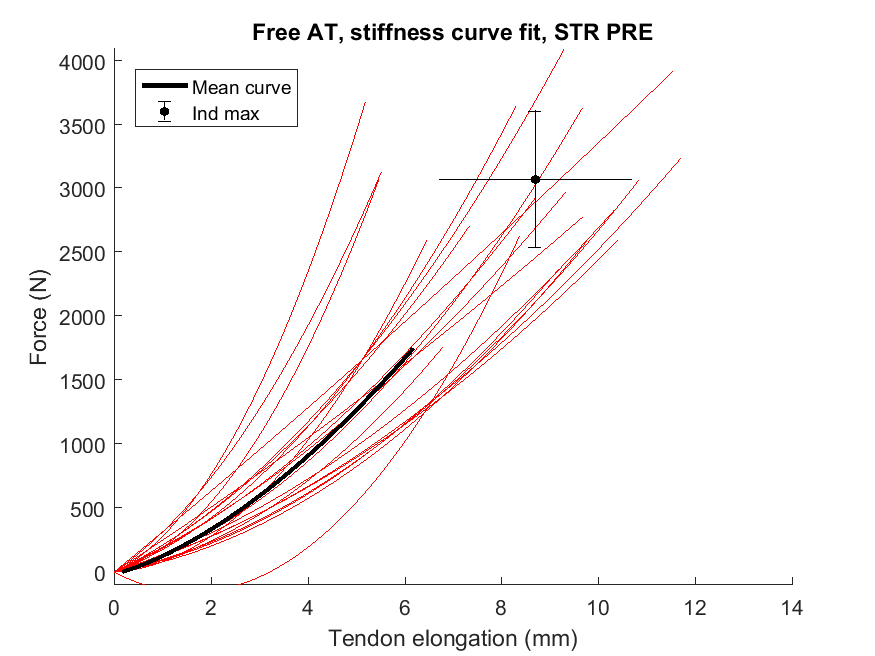 Free AT, stiffness curve fit, STR PRE
Mean curve
Ind max
4000
3500
3000
2500
2000
1500
1000
500
0
Force (N)
0 2 4 6 8 10 12 14
Tendon elongation (mm)